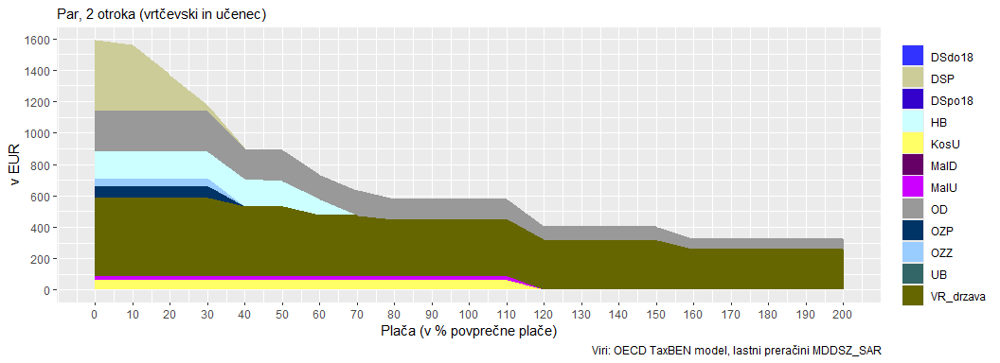 Par, 2 otroka (vrtčevski in učenec)
v EUR
1600
1400
1200
1000
800
600
400
200
0
0 10 20 30 40 50 60 70 80 90 100 110 120 130 140 150 160 170 180 190 200
Plača (v % povprečne plače)
DSdo18
DSP
DSpo18
HB
KosU
MalD
MalU
OD
OZP
OZZ
UB
VR_drzava
Viri: OECD TaxBEN model, lastni preračini MDDSZ_SAR